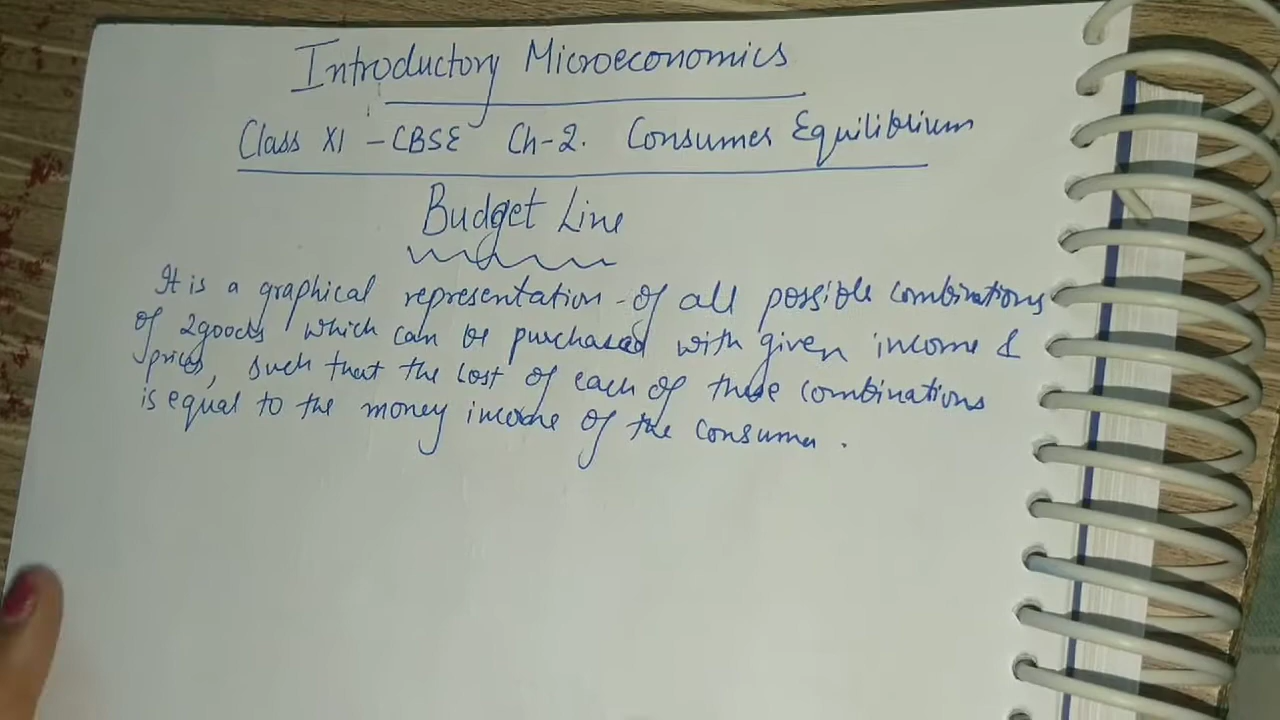 Introductory Microeconomics
Class XI - CBSE Ch-2. Consumer Equilibrium
Budget Line
It is a graphical representation of all possible combinations
of 2goods which can be purchased with given income &
prices, such that the cost of each of these combinations
is equal to the money income of the consumer.